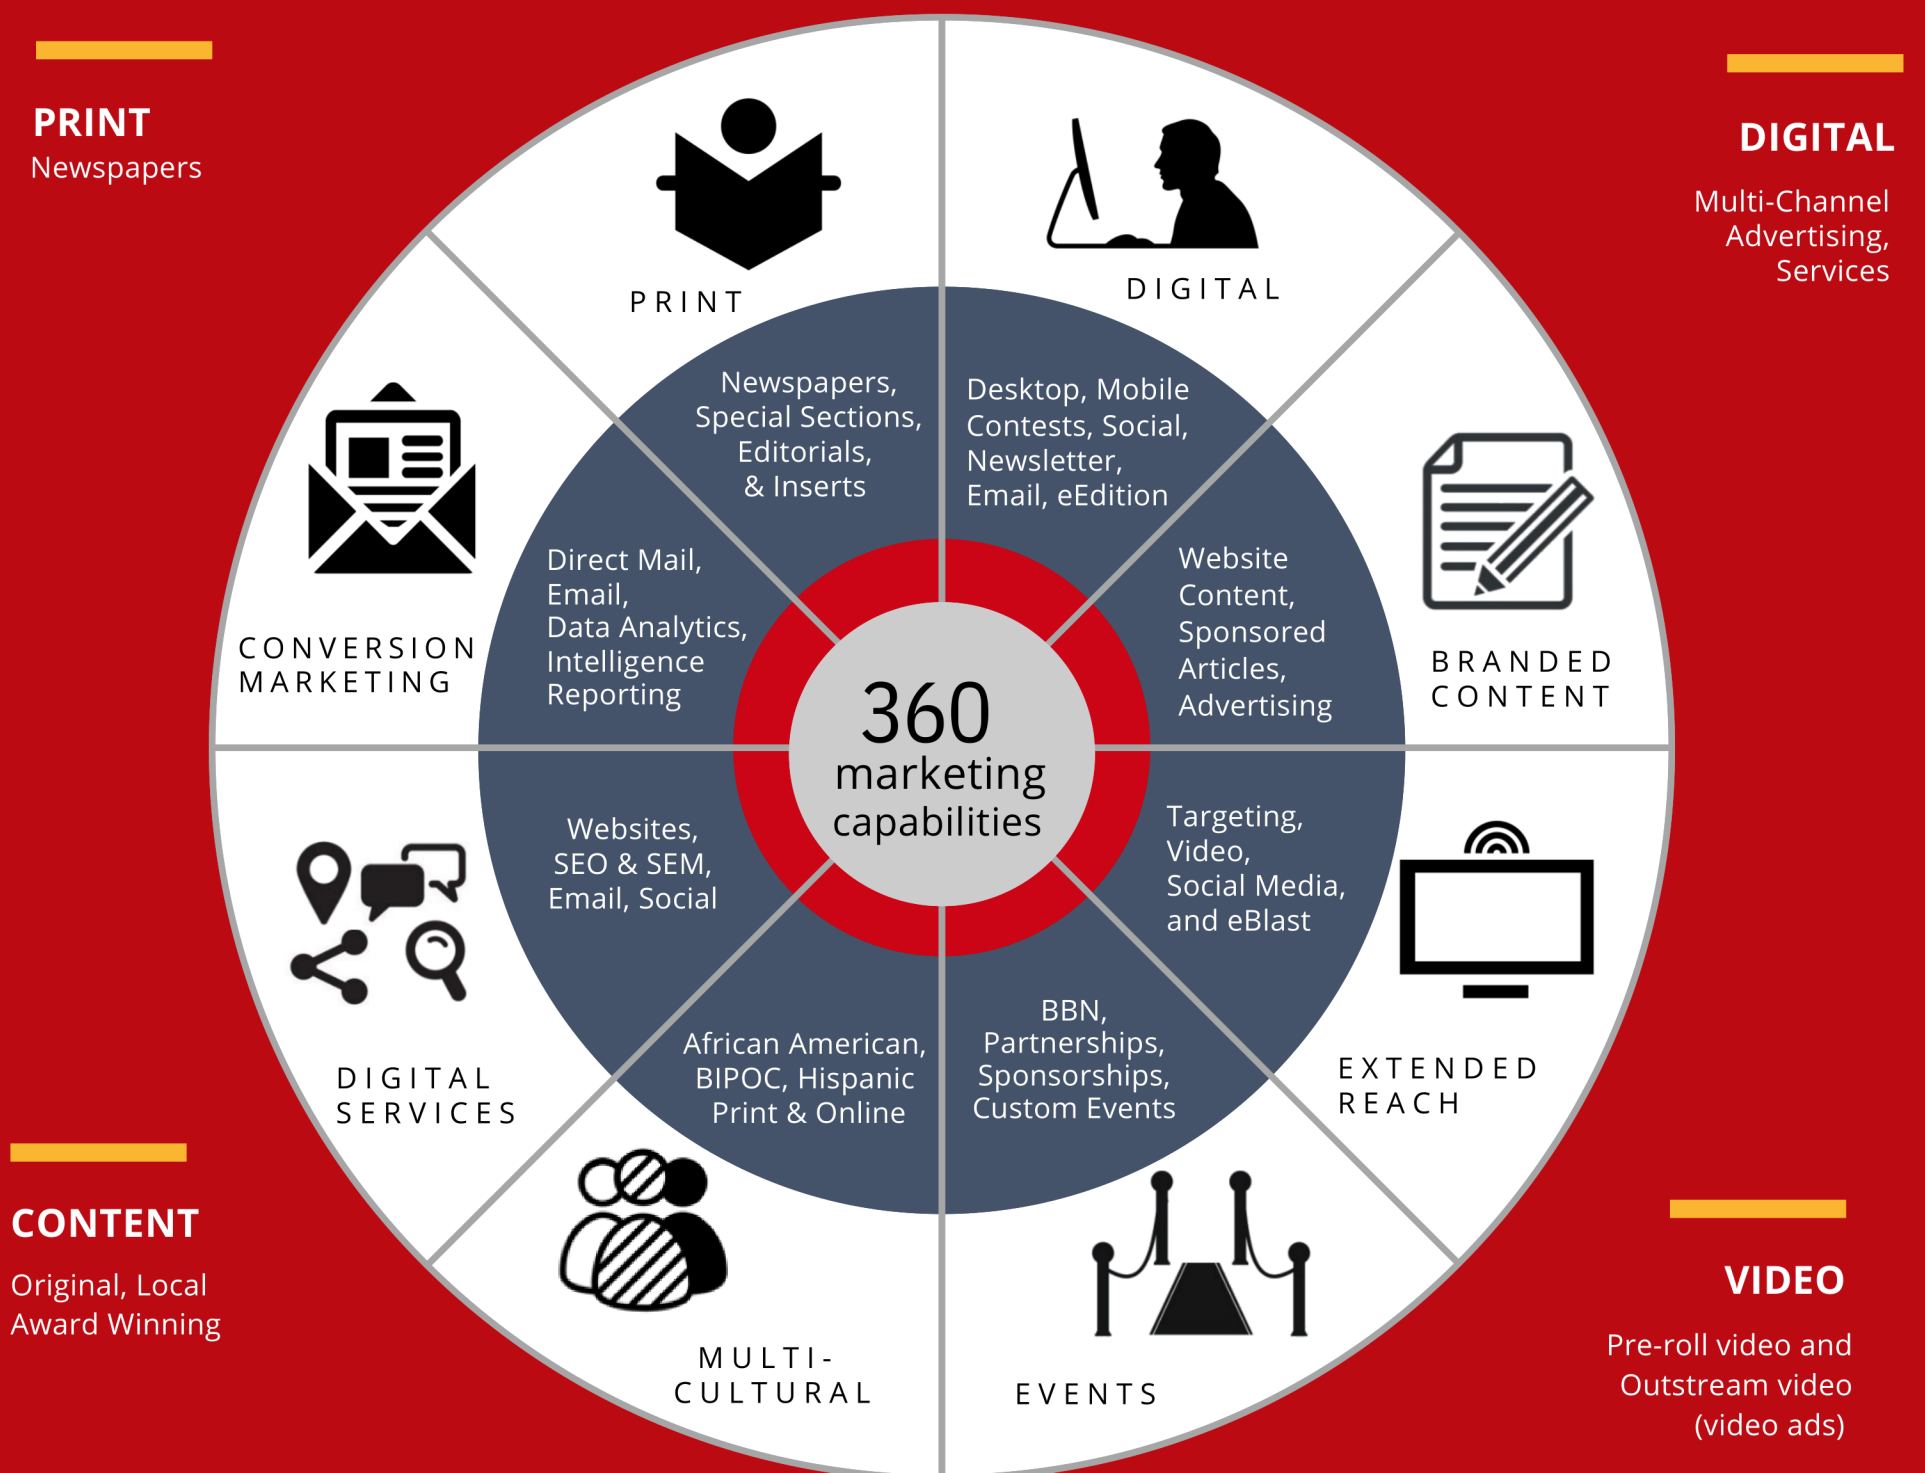 PRINT
Newspapers
DIGITAL
Multi-Channel
Advertising,
Services
PRINT
Newspapers,
Special Sections,
Editorials,
& Inserts
DIGITAL
Desktop, Mobile
Contests, Social,
Newsletter,
Email, eEdition
BRANDED
CONTENT
Website
Content,
Sponsored
Articles,
Advertising
EXTENDED
REACH
Targeting,
Video,
Social Media,
and eBlast
EVENTS
BBN,
Partnerships,
Sponsorships,
Custom Events
MULTI-
CULTURAL
African American,
BIPOC, Hispanic
Print & Online
DIGITAL
SERVICES
Websites,
SEO & SEM,
Email, Social
CONVERSION
MARKETING
Direct Mail,
Email,
Data Analytics,
Intelligence
Reporting
360
marketing
capabilities
CONTENT
Original, Local
Award Winning
VIDEO
Pre-roll video and
Outstream video
(video ads)